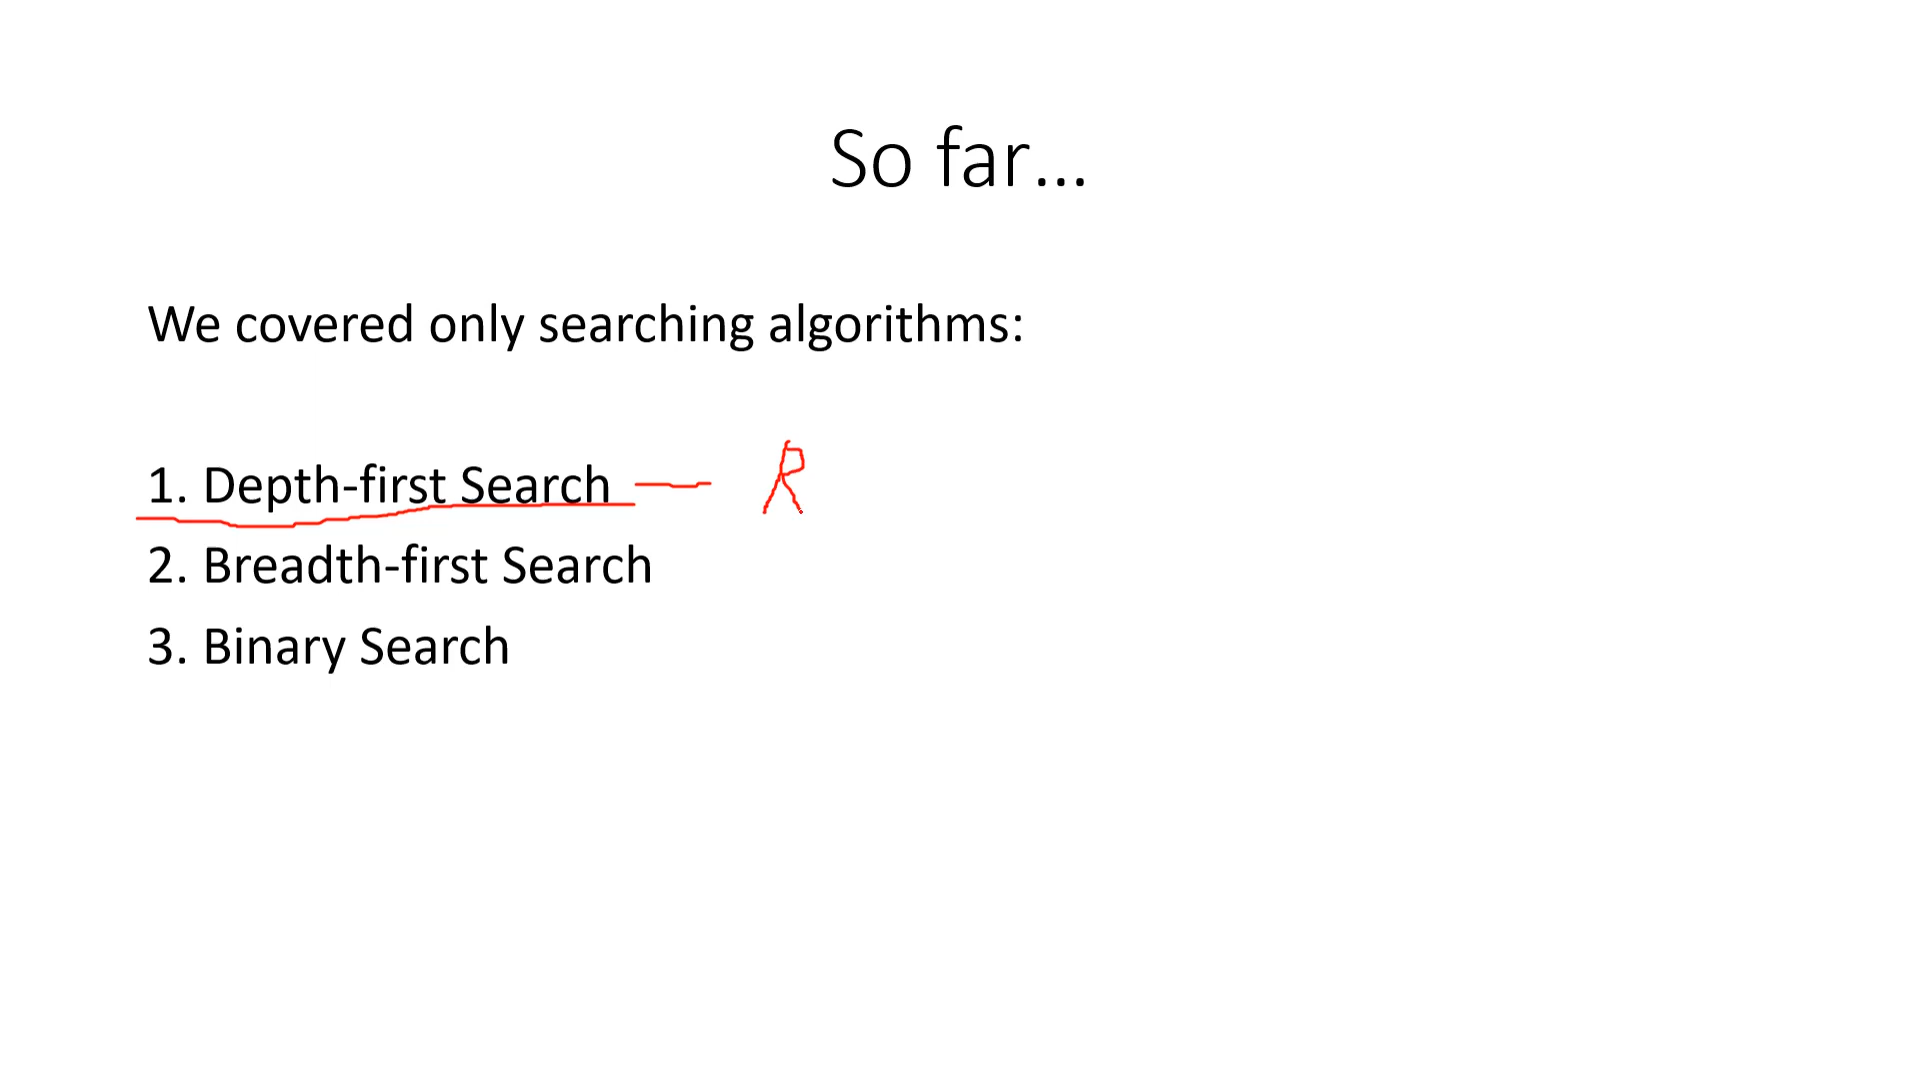 So far...
We covered only searching algorithms:
1. Depth-first Search — R
2. Breadth-first Search
3. Binary Search